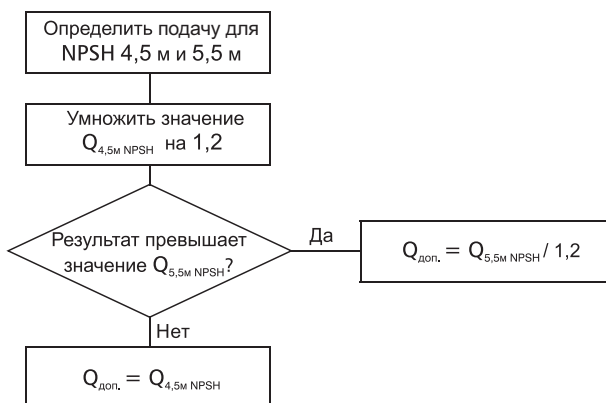 Определить подачу для
NPSH 4,5 м и 5,5 м
Умножить значение
Q4,5м NPSH на 1,2
Результат превышает
значение Q5,5м NPSH?
Да
Qдоп. = Q5,5м NPSH / 1,2
Нет
Qдоп. = Q4,5м NPSH